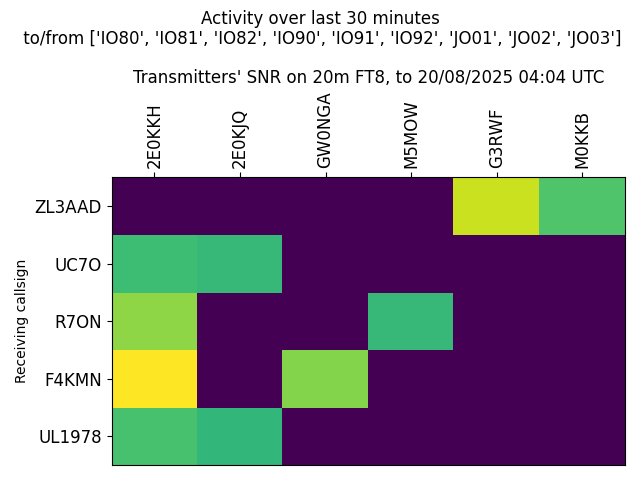 Activity over last 30 minutes
to/from ['IO80', 'IO81', 'IO82', 'IO90', 'IO91', 'IO92', 'JO01', 'JO02', 'JO03']
Transmitters' SNR on 20m FT8, to 20/08/2025 04:04 UTC
2E0KKH
2E0KJQ
GW0NGA
M5MOW
G3RWF
M0KKB
Receiving callsign
ZL3AAD
UC7O
R7ON
F4KMN
UL1978